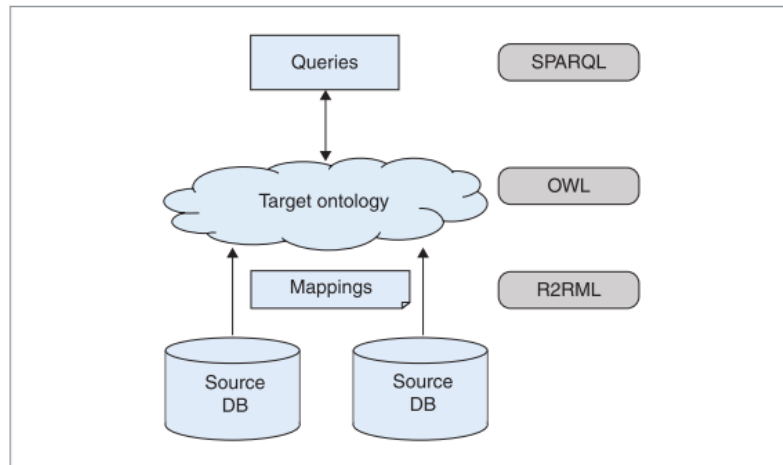 Queries
SPARQL
Target ontology
OWL
Mappings
R2RML
Source
DB
Source
DB